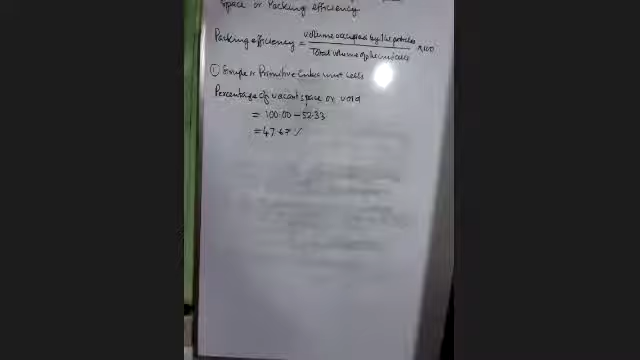 Space or Packing efficiency
Packing efficiency = volume occupied by the particles / Total volume of the unit cells × 100
① Simple or Primitive Cubic unit cells
Percentage of vacant space or void
= 100.00 - 52.33
= 47.67 %